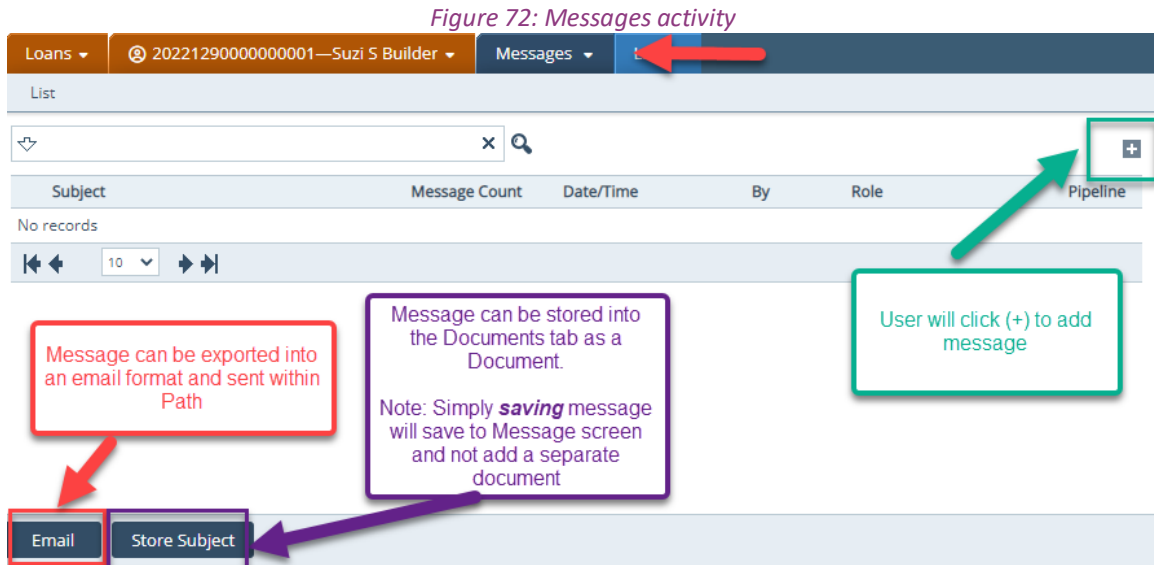 Figure 72: Messages activity
Loans
20221290000000001—Suzi S Builder
Messages
List
Subject
Message Count
Date/Time
By
Role
Pipeline
No records
10
Message can be exported into
an email format and sent within
Path
Message can be stored into
the Documents tab as a
Document.
Note: Simply saving message
will save to Message screen
and not add a separate
document
User will click (+) to add
message
Email
Store Subject